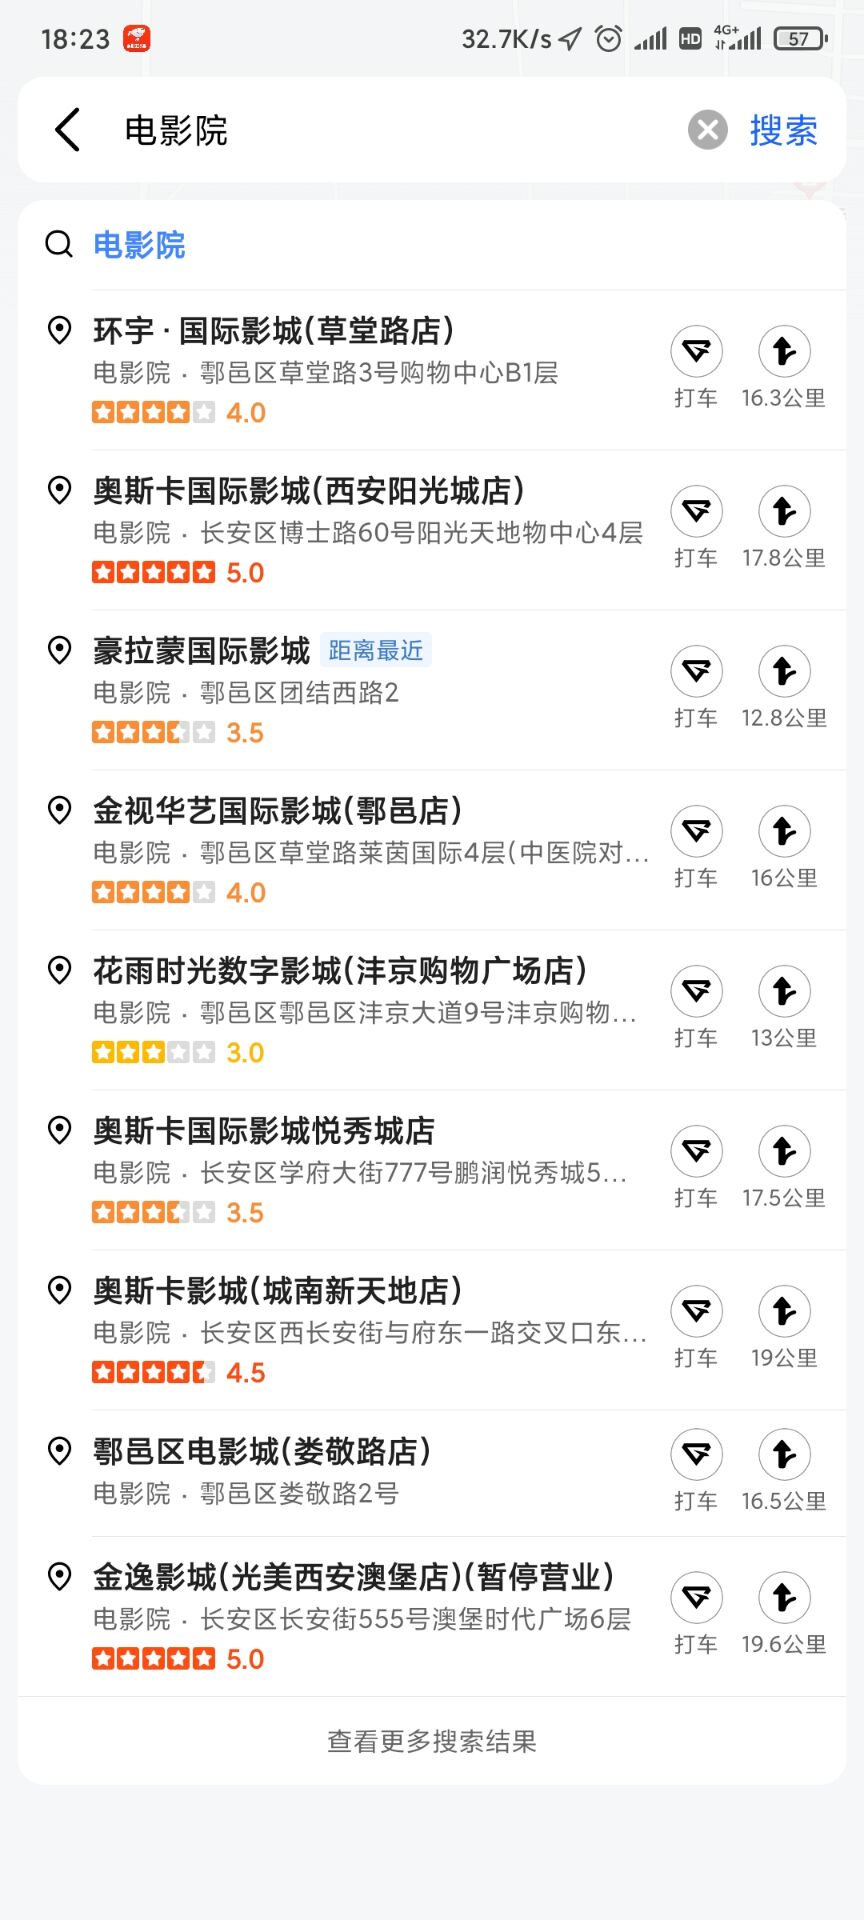 18:23 32.7K/s HD 4G+ 57
电影院 搜索
电影院
环宇·国际影城(草堂路店)
电影院 · 鄠邑区草堂路3号购物中心B1层
4.0
打车 16.3公里
奥斯卡国际影城(西安阳光城店)
电影院 · 长安区博士路60号阳光天地物中心4层
5.0
打车 17.8公里
豪拉蒙国际影城 距离最近
电影院 · 鄠邑区团结西路2
3.5
打车 12.8公里
金视华艺国际影城(鄠邑店)
电影院 · 鄠邑区草堂路莱茵国际4层(中医院对...
4.0
打车 16公里
花雨时光数字影城(沣京购物广场店)
电影院 · 鄠邑区鄠邑区沣京大道9号沣京购物...
3.0
打车 13公里
奥斯卡国际影城悦秀城店
电影院 · 长安区学府大街777号鹏润悦秀城5...
3.5
打车 17.5公里
奥斯卡影城(城南新天地店)
电影院 · 长安区西长安街与府东一路交叉口东...
4.5
打车 19公里
鄠邑区电影城(娄敬路店)
电影院 · 鄠邑区娄敬路2号
打车 16.5公里
金逸影城(光美西安澳堡店)(暂停营业)
电影院 · 长安区长安街555号澳堡时代广场6层
5.0
打车 19.6公里
查看更多搜索结果